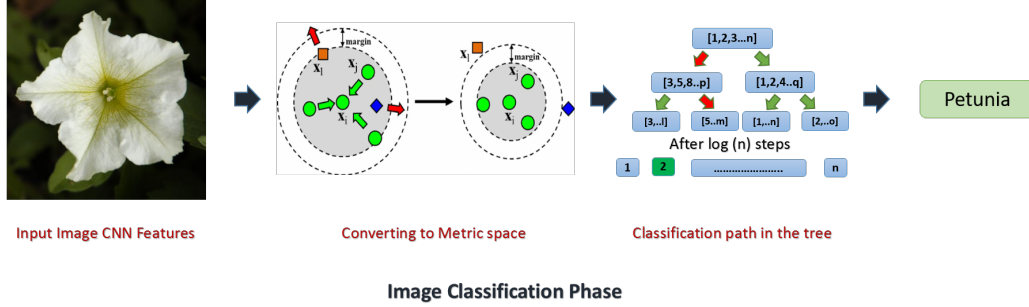 margin
x_l
x_j
x_i
x_l
margin
x_j
x_i
[1,2,3...n]
[3,5,8..p]
[1,2,4..q]
[3,..l]
[5..m]
[1,..n]
[2,..o]
After log (n) steps
1
2
……………………..
n
Petunia
Input Image CNN Features
Converting to Metric space
Classification path in the tree
Image Classification Phase